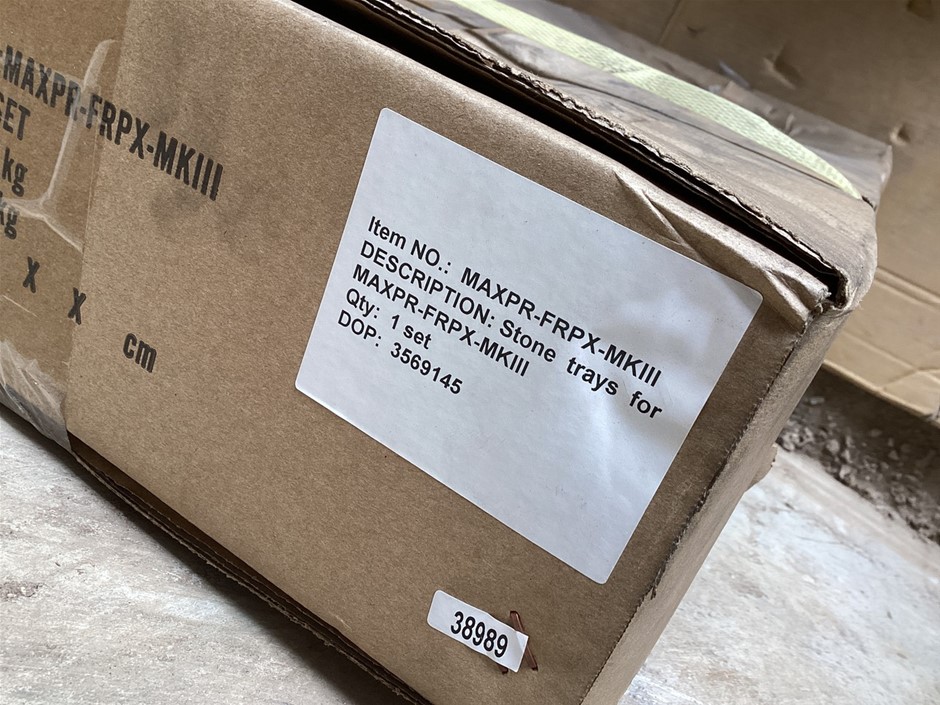 -MAXPR-FRPX-MKIII
SET
kg
kg
X X cm
Item NO.: MAXPR-FRPX-MKIII
DESCRIPTION: Stone trays for
MAXPR-FRPX-MKIII
Qty: 1 set
DOP: 3569145
38989